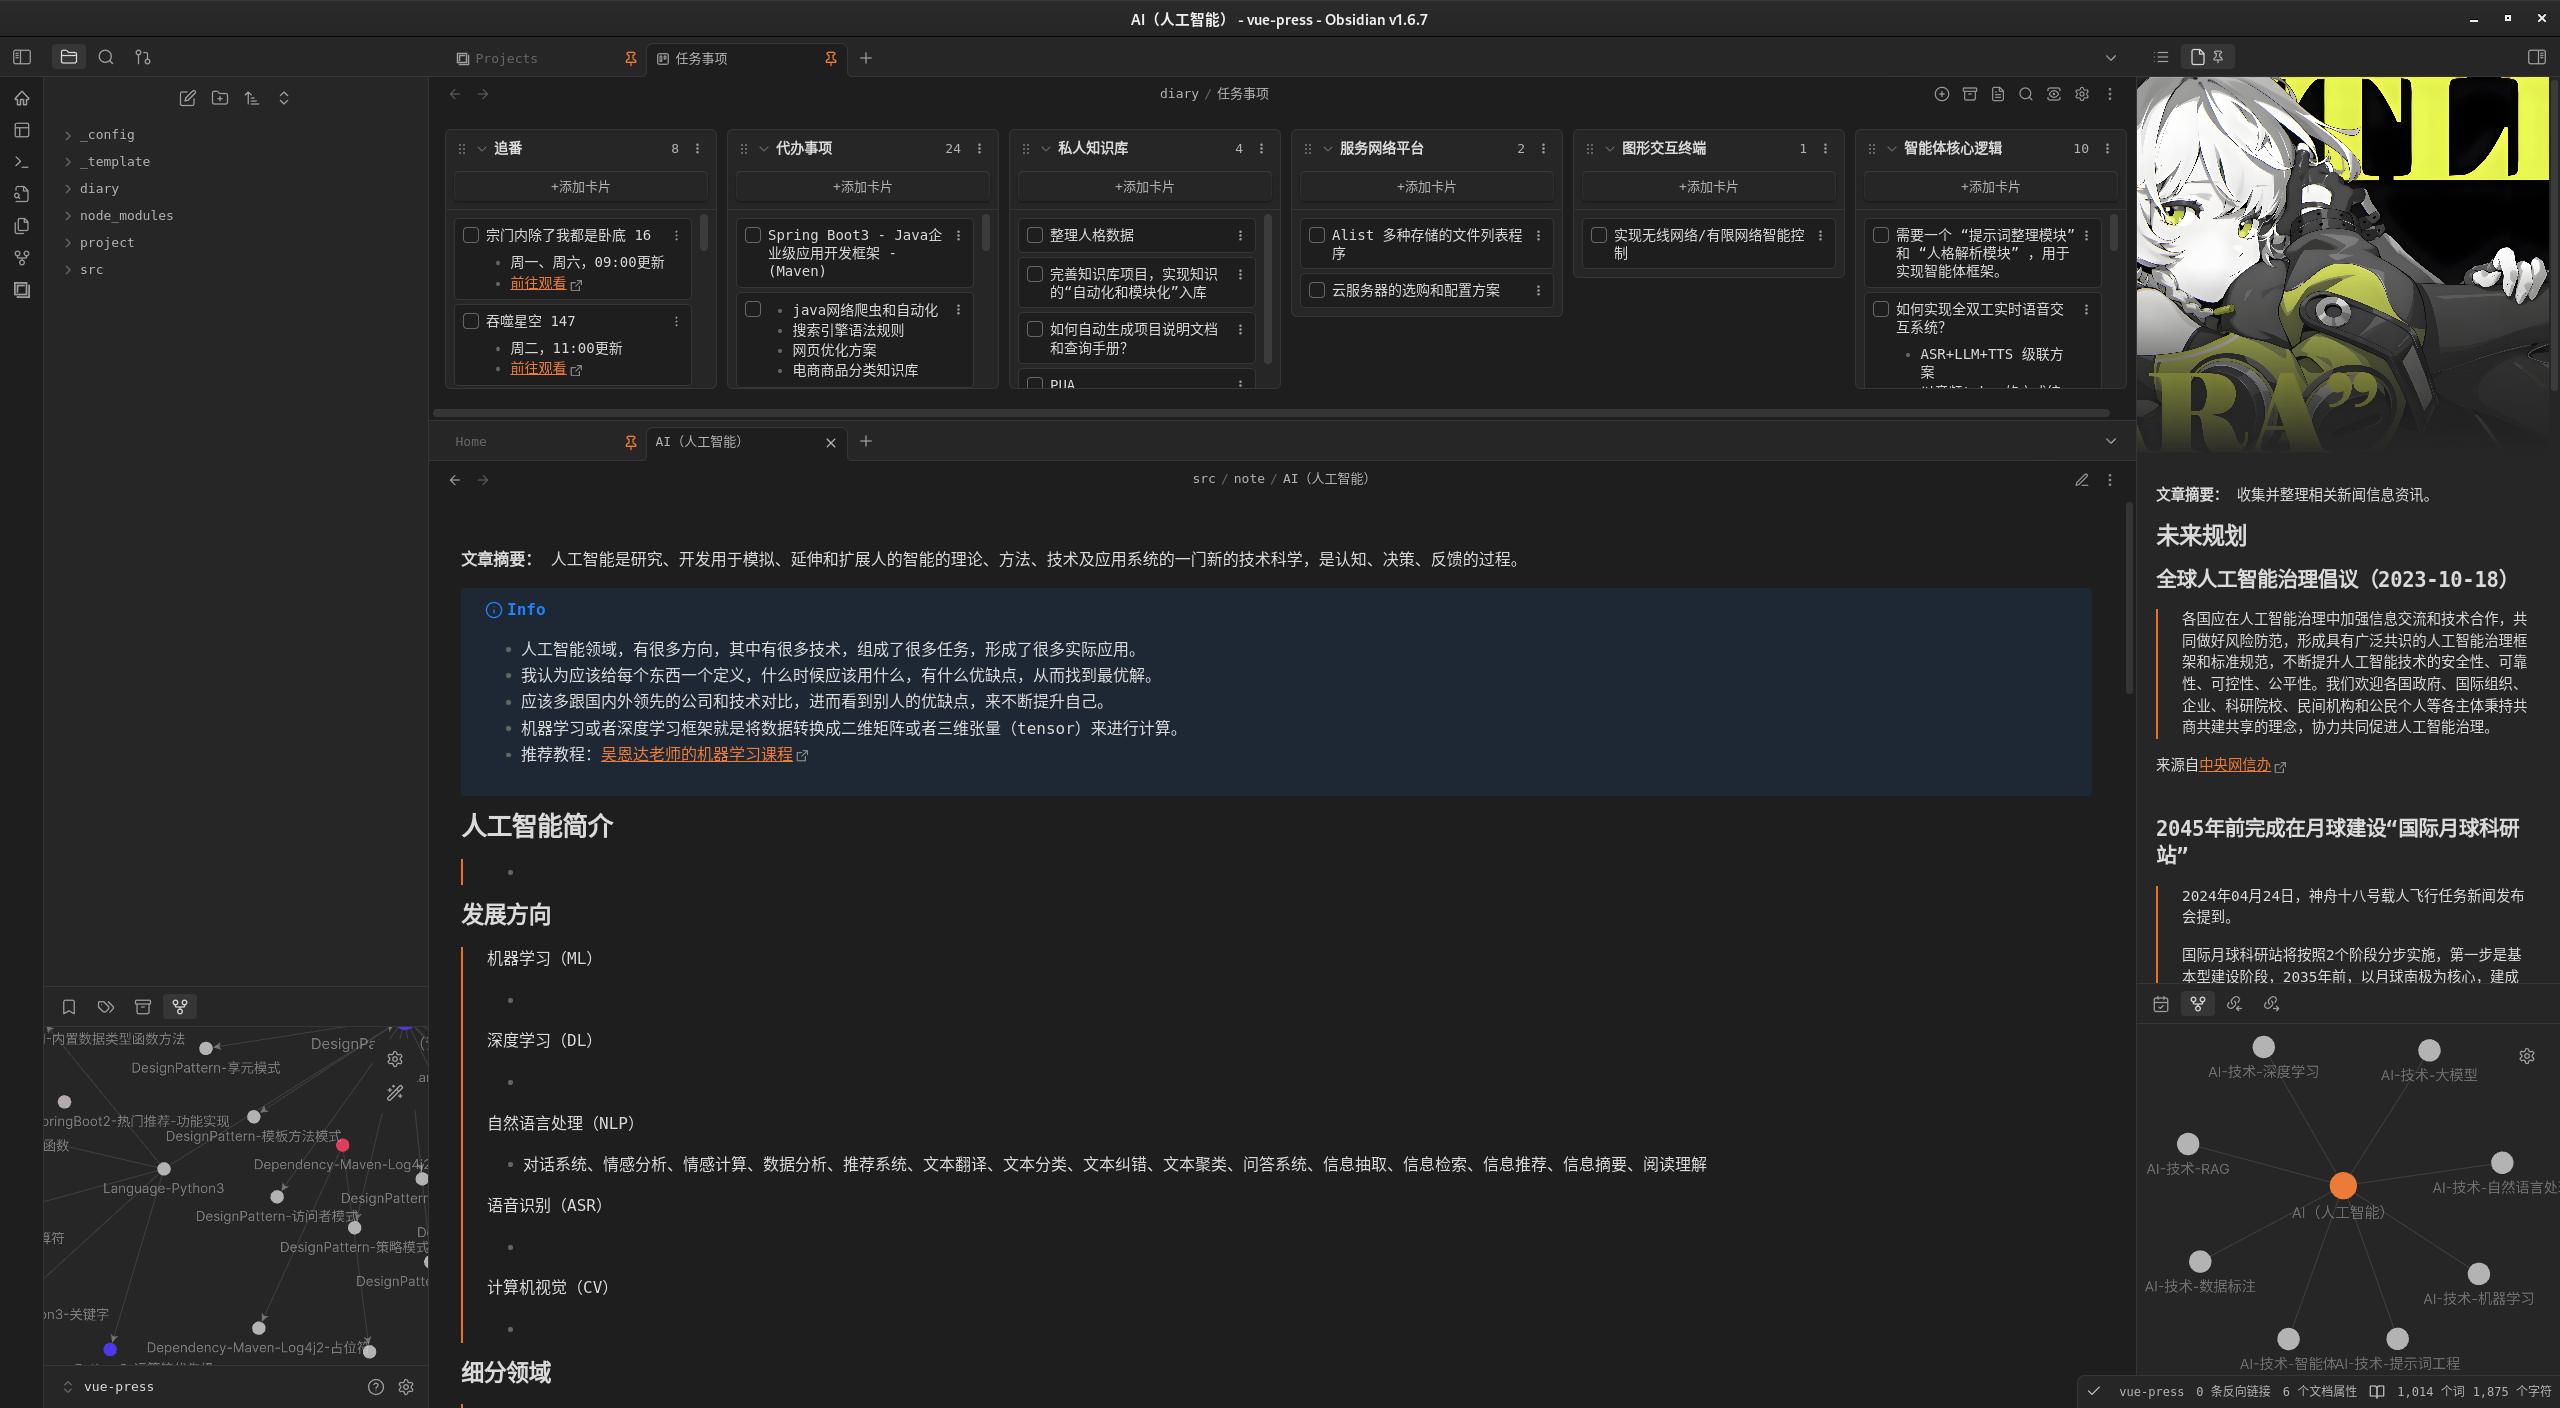 AI（人工智能） - vue-press - Obsidian v1.6.7
Projects
任务事项
diary / 任务事项
_config
_template
diary
node_modules
project
src
追番 8
+添加卡片
宗门内除了我都是卧底 16
周一、周六，09:00更新
前往观看
吞噬星空 147
周二，11:00更新
前往观看
代办事项 24
+添加卡片
Spring Boot3 - Java企
业级应用开发框架 -
(Maven)
java网络爬虫和自动化
搜索引擎语法规则
网页优化方案
电商商品分类知识库
私人知识库 4
+添加卡片
整理人格数据
完善知识库项目，实现知识
的“自动化和模块化”入库
如何自动生成项目说明文档
和查询手册？
PUA
服务网络平台 2
+添加卡片
Alist 多种存储的文件列表程
序
云服务器的选购和配置方案
图形交互终端 1
+添加卡片
实现无线网络/有限网络智能控
制
智能体核心逻辑 10
+添加卡片
需要一个 “提示词整理模块”
和 “人格解析模块” ，用于
实现智能体框架。
如何实现全双工实时语音交
互系统？
ASR+LLM+TTS 级联方
案
Home
AI（人工智能）
src / note / AI（人工智能）
文章摘要： 人工智能是研究、开发用于模拟、延伸和扩展人的智能的理论、方法、技术及应用系统的一门新的技术科学，是认知、决策、反馈的过程。
Info
人工智能领域，有很多方向，其中有很多技术，组成了很多任务，形成了很多实际应用。
我认为应该给每个东西一个定义，什么时候应该用什么，有什么优缺点，从而找到最优解。
应该多跟国内外领先的公司和技术对比，进而看到别人的优缺点，来不断提升自己。
机器学习或者深度学习框架就是将数据转换成二维矩阵或者三维张量（tensor）来进行计算。
推荐教程：吴恩达老师的机器学习课程
人工智能简介
发展方向
机器学习（ML）
深度学习（DL）
自然语言处理（NLP）
对话系统、情感分析、情感计算、数据分析、推荐系统、文本翻译、文本分类、文本纠错、文本聚类、问答系统、信息抽取、信息检索、信息推荐、信息摘要、阅读理解
语音识别（ASR）
计算机视觉（CV）
细分领域
TLI
RA”
文章摘要： 收集并整理相关新闻信息资讯。
未来规划
全球人工智能治理倡议（2023-10-18）
各国应在人工智能治理中加强信息交流和技术合作，共
同做好风险防范，形成具有广泛共识的人工智能治理框
架和标准规范，不断提升人工智能技术的安全性、可靠
性、可控性、公平性。我们欢迎各国政府、国际组织、
企业、科研院校、民间机构和公民个人等各主体秉持共
商共建共享的理念，协力共同促进人工智能治理。
来源自中央网信办
2045年前完成在月球建设“国际月球科研
站”
2024年04月24日，神舟十八号载人飞行任务新闻发布
会提到。
国际月球科研站将按照2个阶段分步实施，第一步是基
本型建设阶段，2035年前，以月球南极为核心，建成
-内置数据类型函数方法
DesignPa
DesignPattern-享元模式
pringBoot2-热门推荐-功能实现
DesignPattern-模板方法模式
函数
Dependency-Maven-Log4j2
Language-Python3
DesignPattern
DesignPattern-访问者模式
算符
DesignPattern-策略模式
DesignPatte
on3-关键字
Dependency-Maven-Log4j2-占位符
vue-press
AI-技术-深度学习
AI-技术-大模型
AI-技术-RAG
AI-技术-自然语言处
AI（人工智能）
AI-技术-数据标注
AI-技术-机器学习
AI-技术-智能体
AI-技术-提示词工程
vue-press 0 条反向链接 6 个文档属性 1,014 个词 1,875 个字符